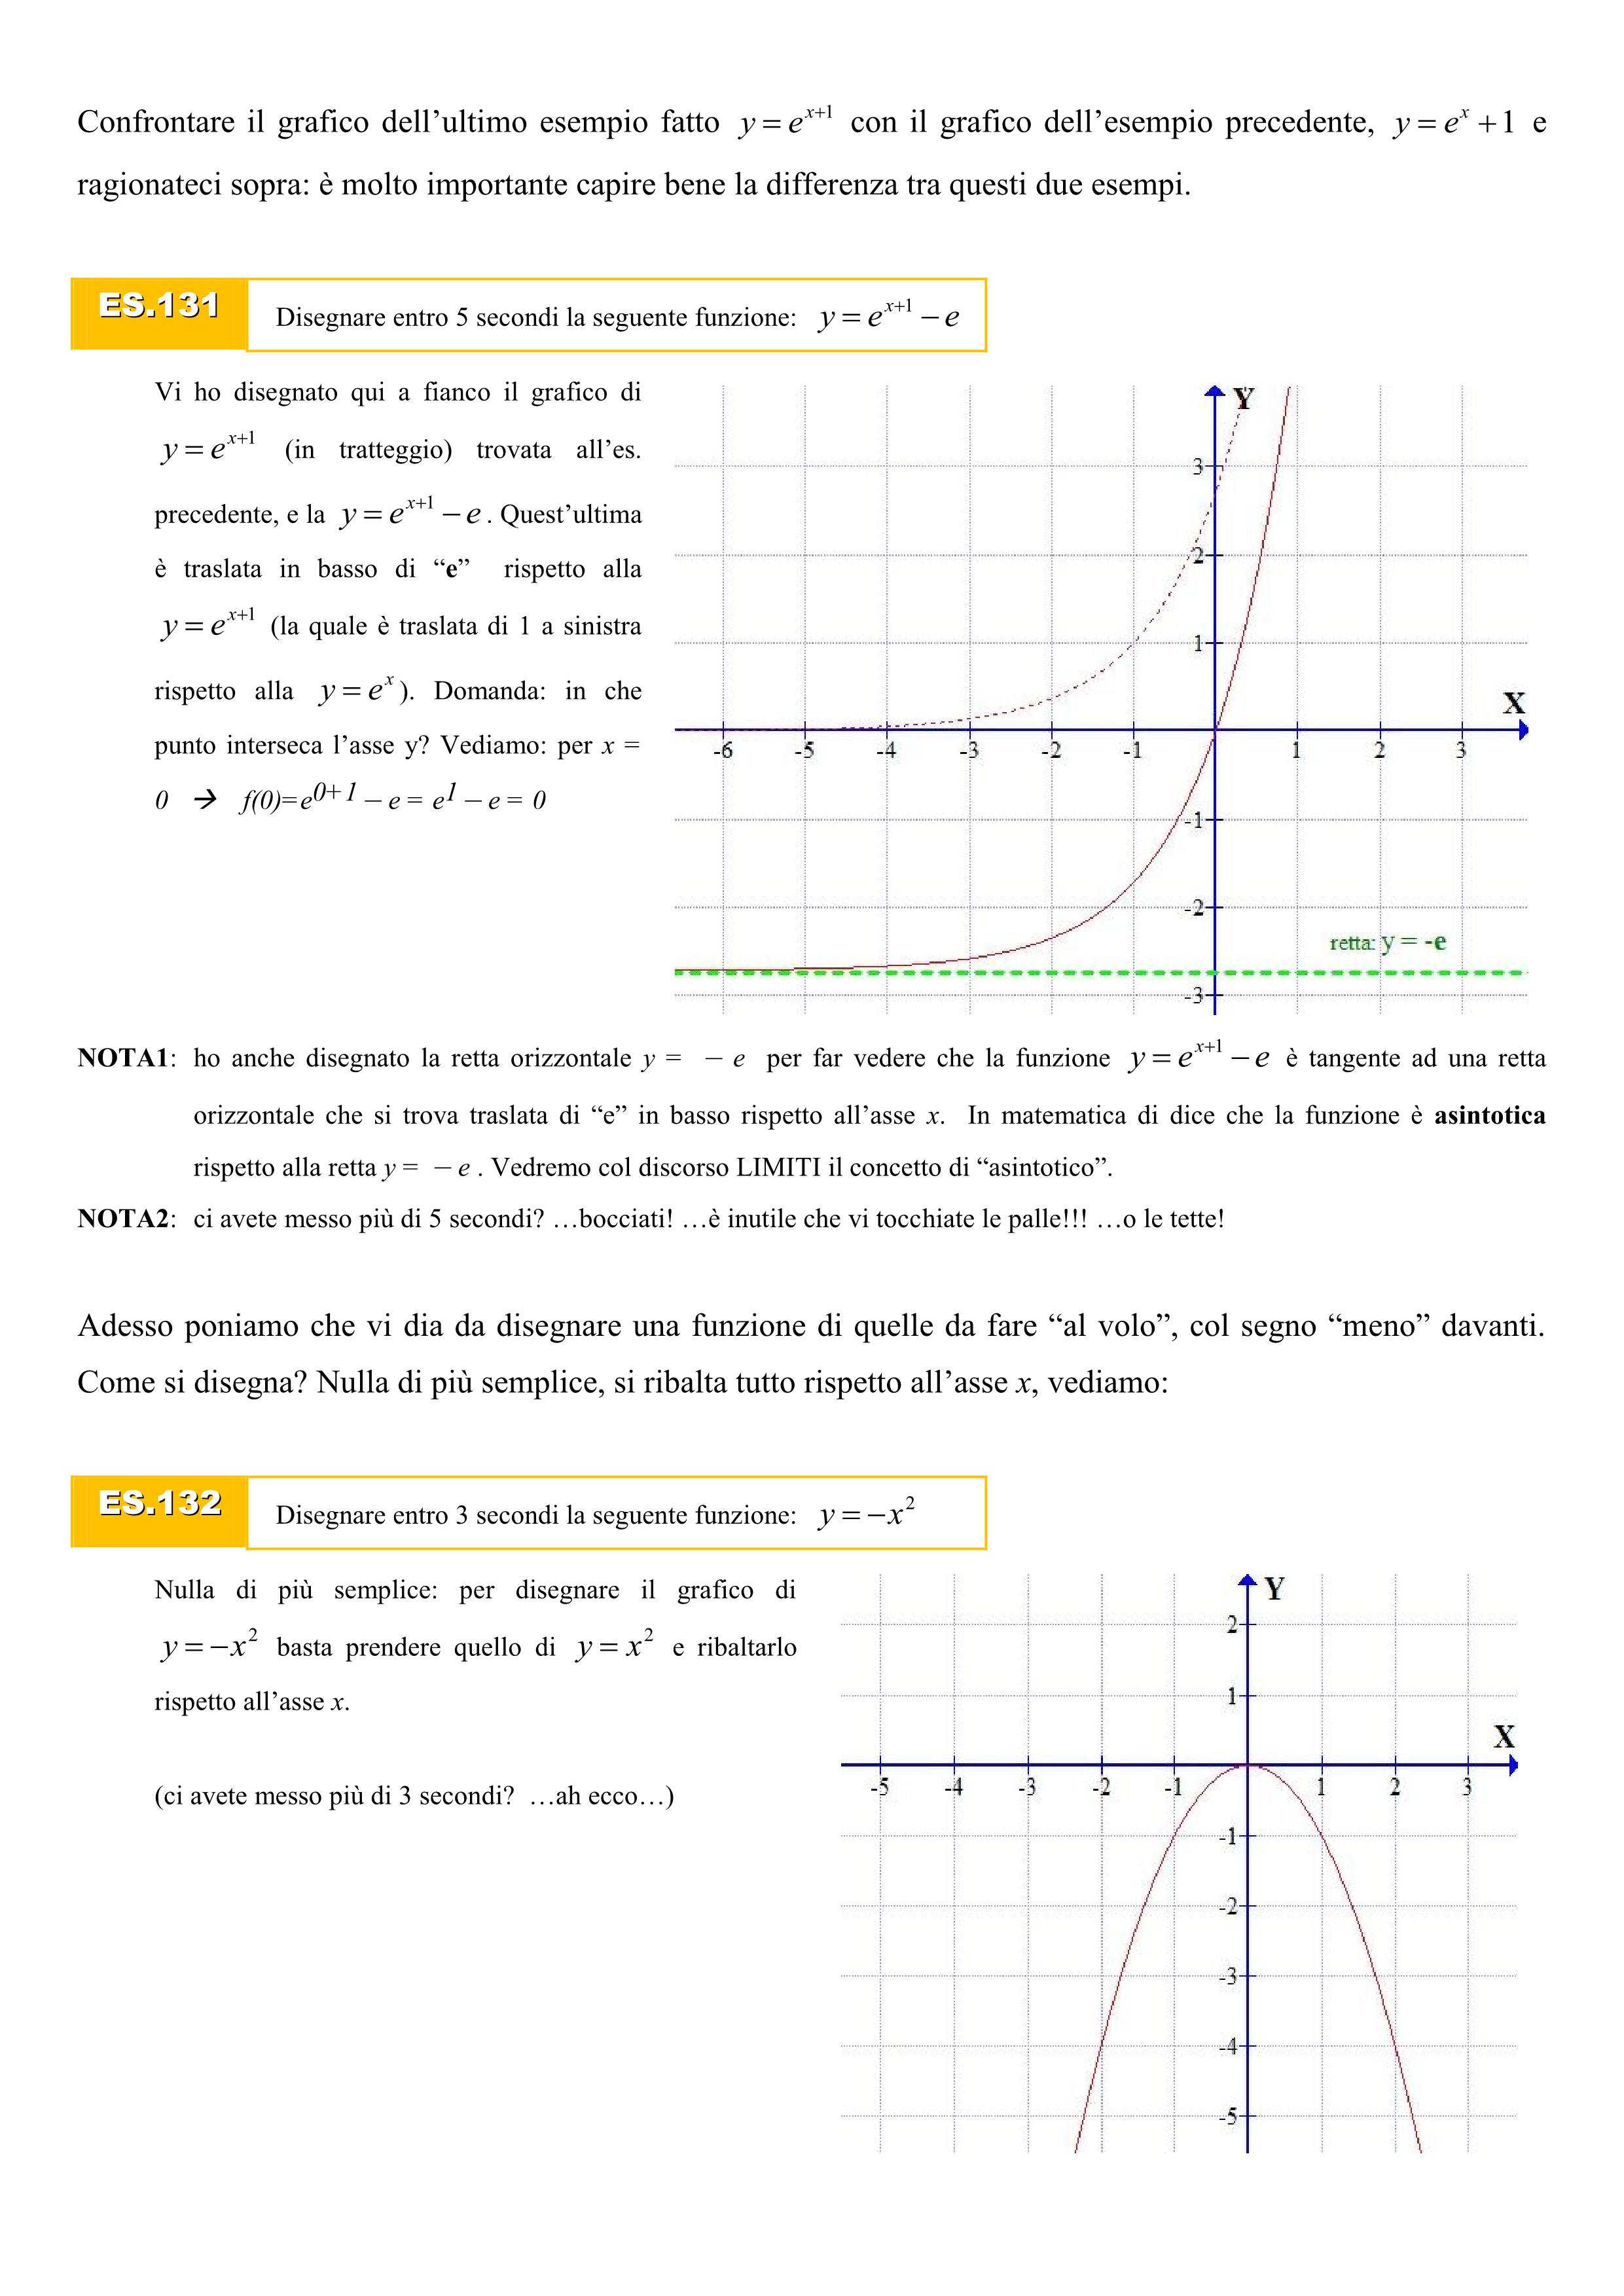 Confrontare il grafico dell’ultimo esempio fatto y = e^{x+1} con il grafico dell’esempio precedente, y = e^x + 1 e
ragionateci sopra: è molto importante capire bene la differenza tra questi due esempi.
ES.131
Disegnare entro 5 secondi la seguente funzione: y = e^{x+1} − e
Vi ho disegnato qui a fianco il grafico di
y = e^{x+1} (in tratteggio) trovata all’es.
precedente, e la y = e^{x+1} − e . Quest’ultima
è traslata in basso di “e” rispetto alla
y = e^{x+1} (la quale è traslata di 1 a sinistra
rispetto alla y = e^x ). Domanda: in che
punto interseca l’asse y? Vediamo: per x =
0 → f(0)=e^{0+1} – e = e^1 – e = 0
Y
3
2
1
X
-6 -5 -4 -3 -2 -1 1 2 3
-1
-2
retta: y = -e
-3
NOTA1: ho anche disegnato la retta orizzontale y = − e per far vedere che la funzione y = e^{x+1} − e è tangente ad una retta
orizzontale che si trova traslata di “e” in basso rispetto all’asse x. In matematica di dice che la funzione è asintotica
rispetto alla retta y = − e . Vedremo col discorso LIMITI il concetto di “asintotico”.
NOTA2: ci avete messo più di 5 secondi? …bocciati! …è inutile che vi tocchiate le palle!!! …o le tette!
Adesso poniamo che vi dia da disegnare una funzione di quelle da fare “al volo”, col segno “meno” davanti.
Come si disegna? Nulla di più semplice, si ribalta tutto rispetto all’asse x, vediamo:
ES.132
Disegnare entro 3 secondi la seguente funzione: y = −x^2
Nulla di più semplice: per disegnare il grafico di
y = −x^2 basta prendere quello di y = x^2 e ribaltarlo
rispetto all’asse x.
(ci avete messo più di 3 secondi? …ah ecco…)
Y
2
1
X
-5 -4 -3 -2 -1 1 2 3
-1
-2
-3
-4
-5